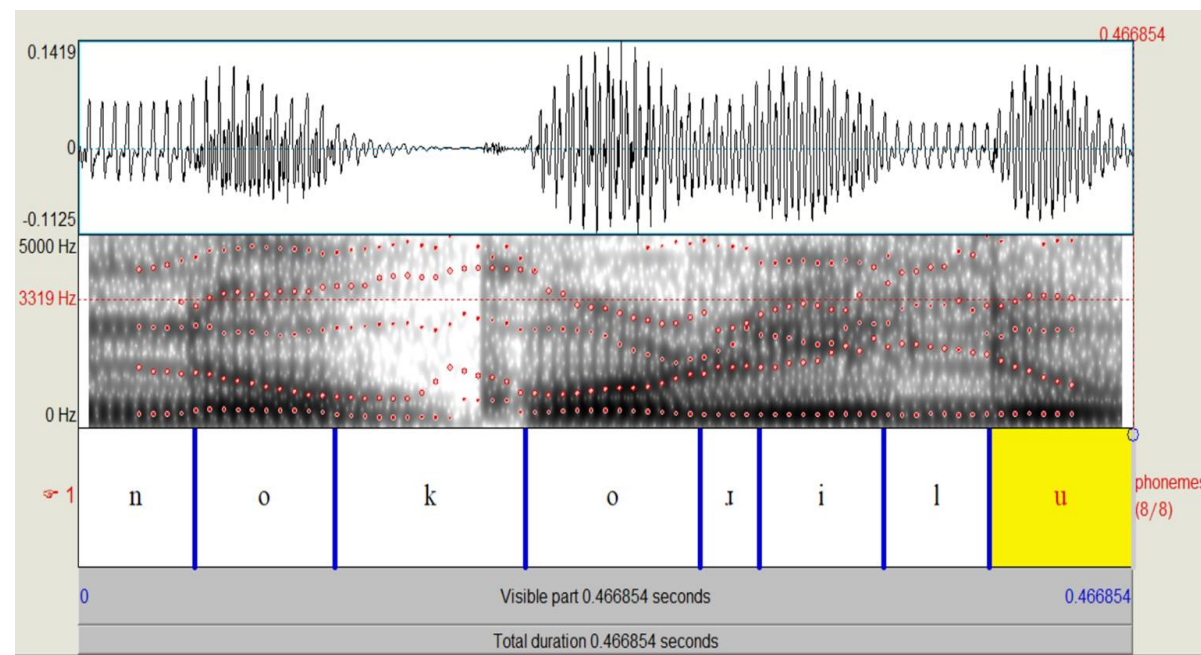 0.466854
0.1419
0
-0.1125
5000 Hz
3319 Hz
0 Hz
☞ 1 n o k o ɹ i l u phonemes
(8/8)
0 Visible part 0.466854 seconds 0.466854
Total duration 0.466854 seconds